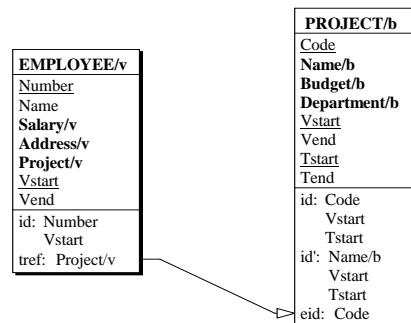 EMPLOYEE/v
Number
Name
Salary/v
Address/v
Project/v
Vstart
Vend
id: Number
Vstart
tref: Project/v
PROJECT/b
Code
Name/b
Budget/b
Department/b
Vstart
Vend
Tstart
Tend
id: Code
Vstart
Tstart
id': Name/b
Vstart
Tstart
eid: Code